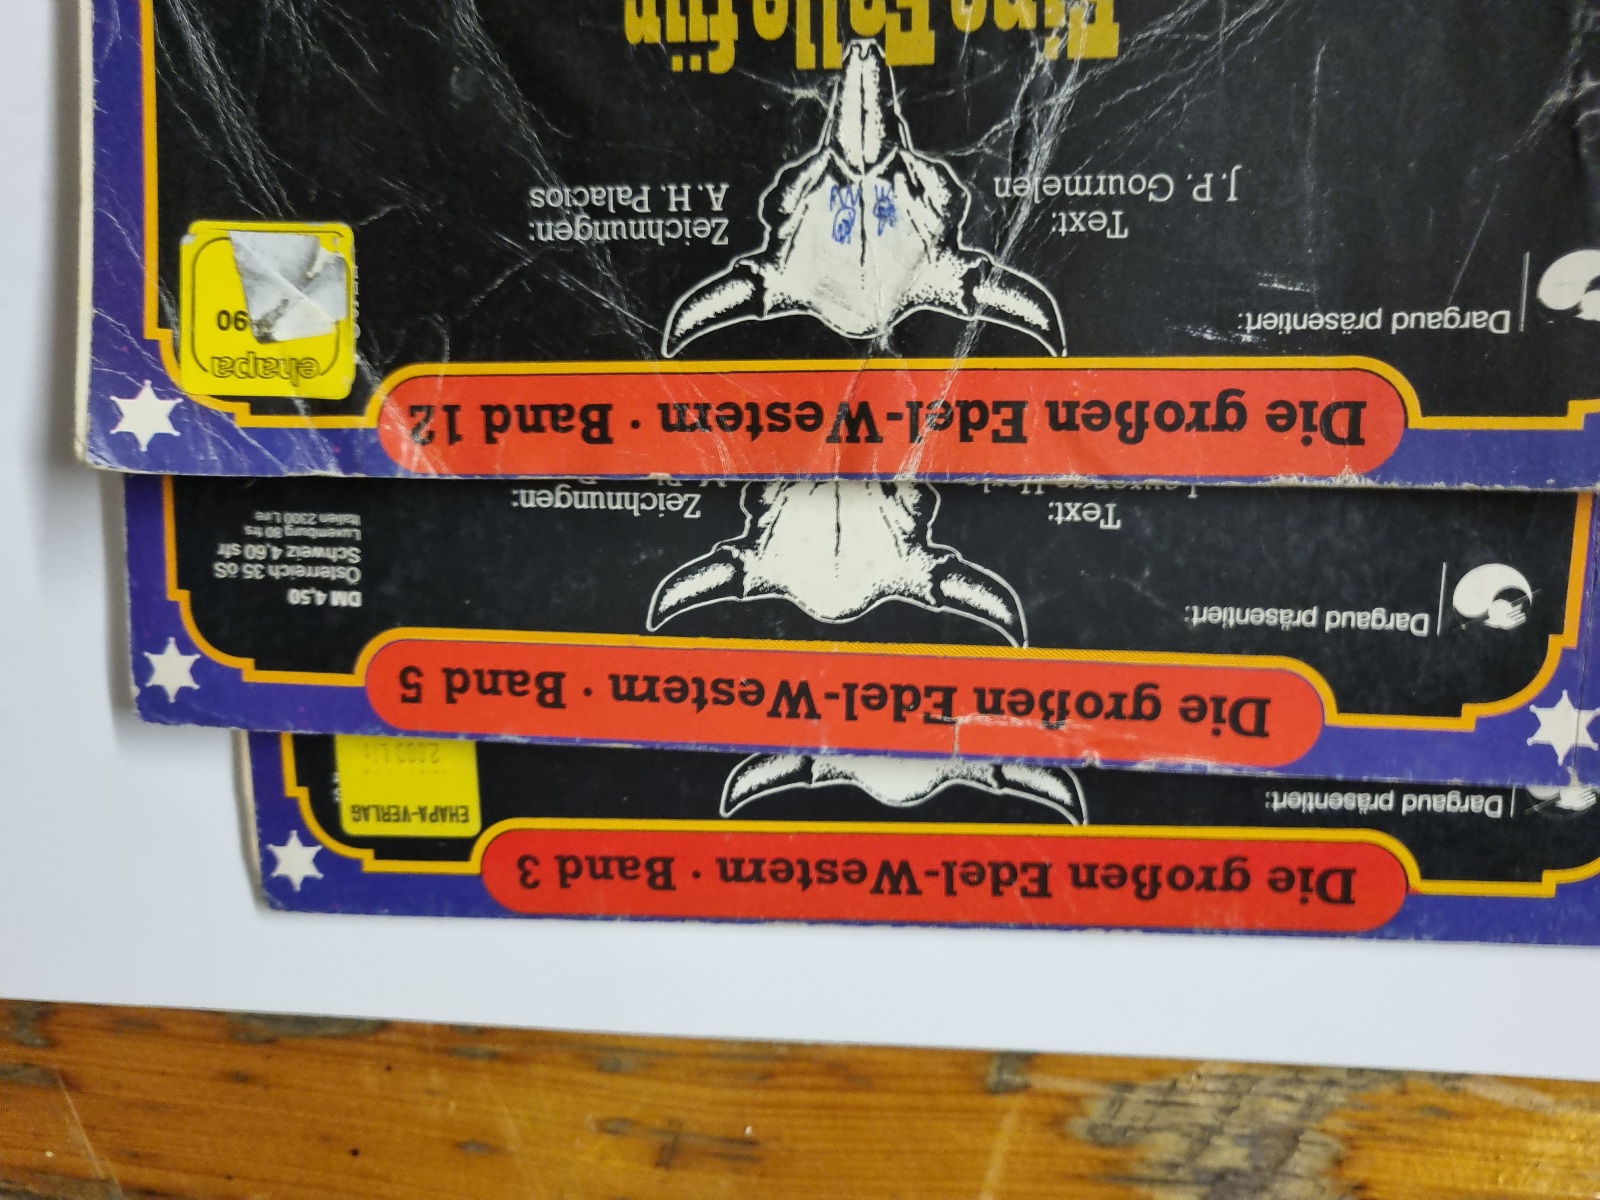 Die großen Edel-Western · Band 3
Dargaud präsentiert:
EHAPA-VERLAG
Die großen Edel-Western · Band 5
Dargaud präsentiert:
DM 4,50
Österreich 35 öS
Schweiz 4,60 sfr
Luxemburg 80 frs
Italien 2300 Lire
Text:
Zeichnungen:
Die großen Edel-Western · Band 12
Dargaud präsentiert:
ehapa
90
Text:
J.P. Gourmelen
Zeichnungen:
A. H. Palacios
Eine Falle für